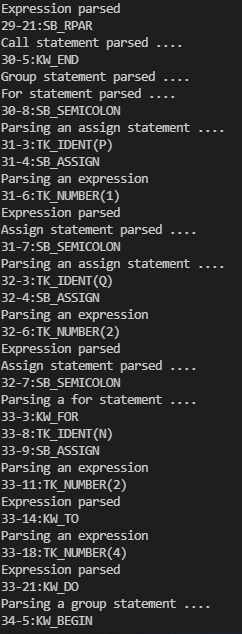 Expression parsed
29-21:SB_RPAR
Call statement parsed ....
30-5:KW_END
Group statement parsed ....
For statement parsed ....
30-8:SB_SEMICOLON
Parsing an assign statement ....
31-3:TK_IDENT(P)
31-4:SB_ASSIGN
Parsing an expression
31-6:TK_NUMBER(1)
Expression parsed
Assign statement parsed ....
31-7:SB_SEMICOLON
Parsing an assign statement ....
32-3:TK_IDENT(Q)
32-4:SB_ASSIGN
Parsing an expression
32-6:TK_NUMBER(2)
Expression parsed
Assign statement parsed ....
32-7:SB_SEMICOLON
Parsing a for statement ....
33-3:KW_FOR
33-8:TK_IDENT(N)
33-9:SB_ASSIGN
Parsing an expression
33-11:TK_NUMBER(2)
Expression parsed
33-14:KW_TO
Parsing an expression
33-18:TK_NUMBER(4)
Expression parsed
33-21:KW_DO
Parsing a group statement ....
34-5:KW_BEGIN